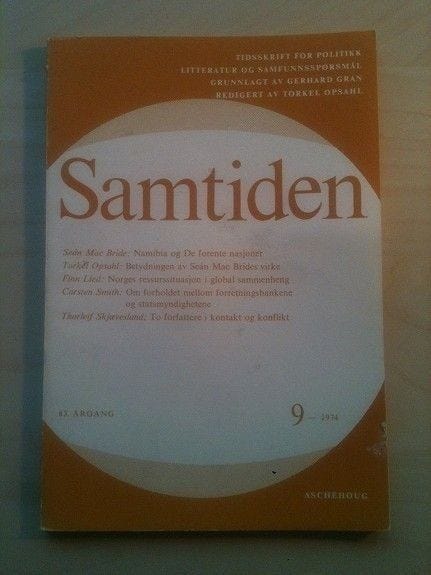 TIDSSKRIFT FOR POLITIKK
LITTERATUR OG SAMFUNNSSPØRSMÅL
GRUNNLAGT AV GERHARD GRAN
REDIGERT AV TORKEL OPSAHL
Samtiden
Seán Mac Bride: Namibia og De forente nasjoner
Torkel Opsahl: Betydningen av Seán Mac Brides virke
Finn Lied: Norges ressurssituasjon i global sammenheng
Carsten Smith: Om forholdet mellom forretningsbankene
og statsmyndighetene
Thorleif Skjævesland: To forfattere i kontakt og konflikt
83. ÅRGANG
9 – 1974
ASCHEHOUG